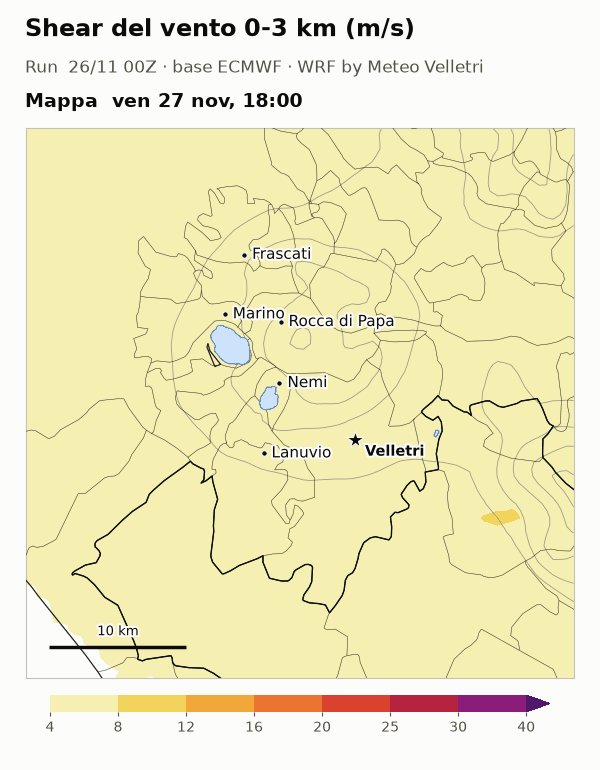 Shear del vento 0-3 km (m/s)
Run  26/11 00Z · base ECMWF · WRF by Meteo Velletri
Mappa  ven 27 nov, 18:00
Frascati
Marino
Rocca di Papa
Nemi
Velletri
Lanuvio
10 km
4 8 12 16 20 25 30 40